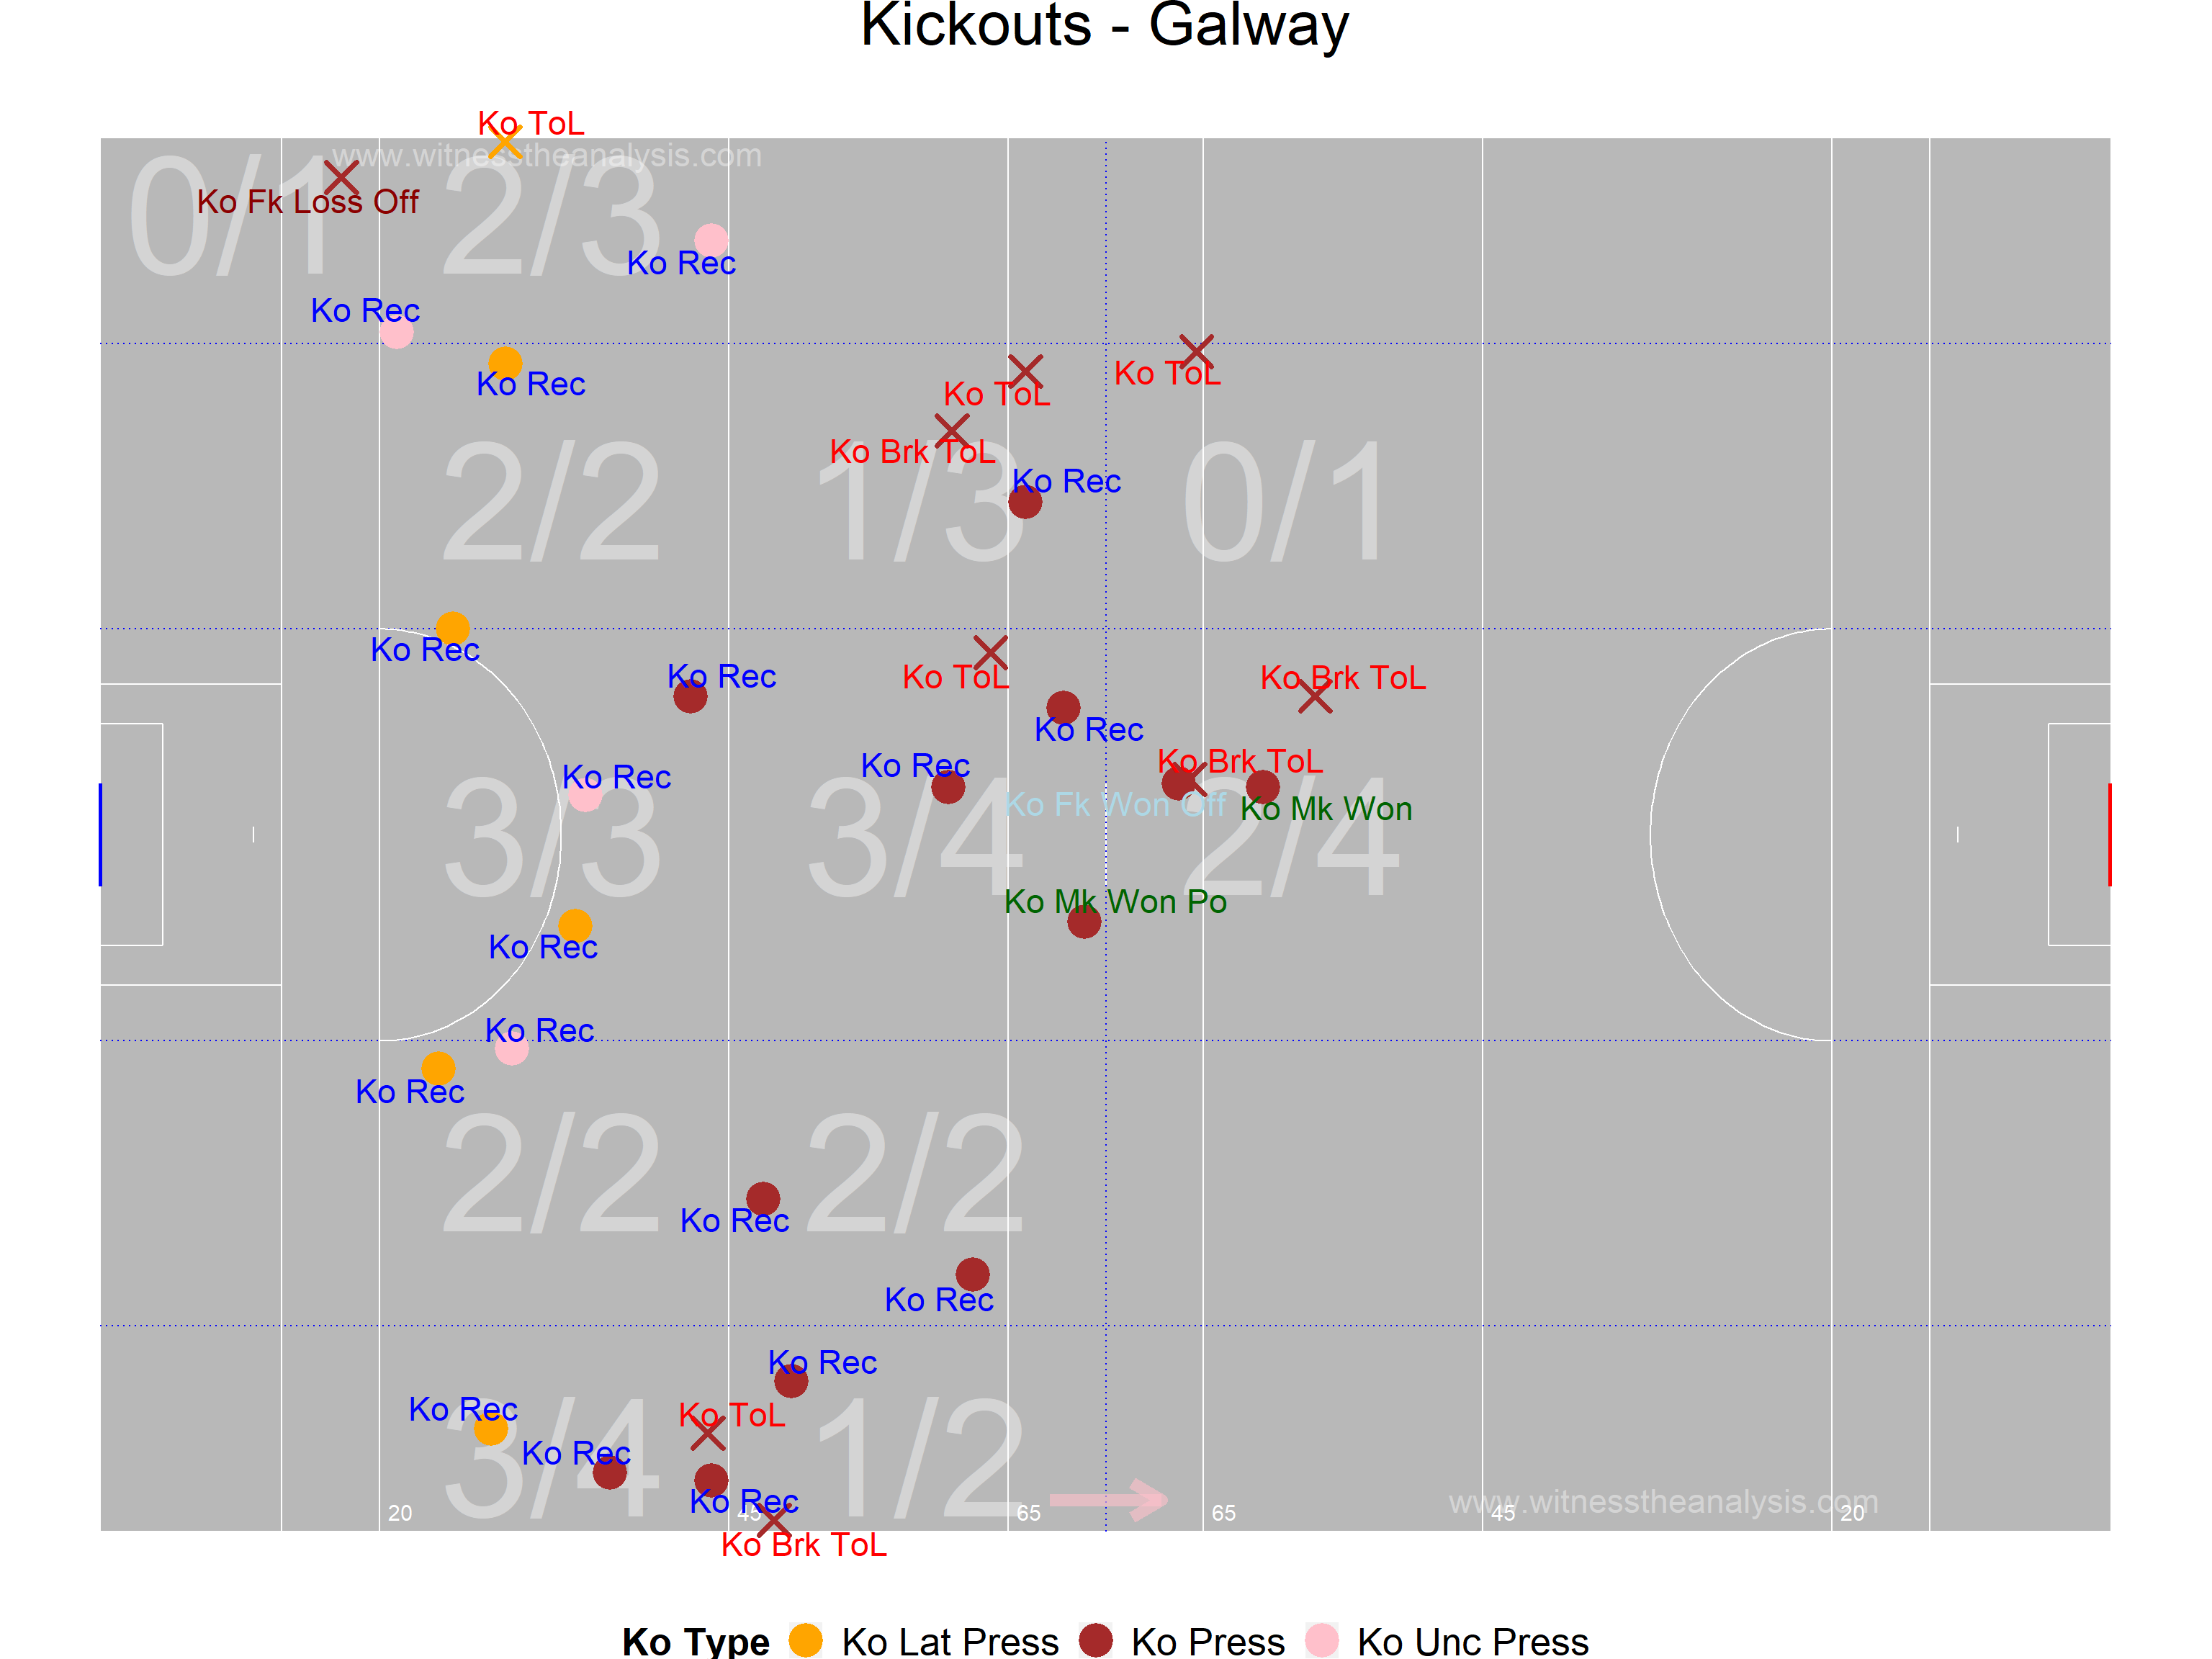 Kickouts - Galway
Ko ToL
www.witnesstheanalysis.com
0/1
2/3
Ko Fk Loss Off
Ko Rec
Ko Rec
Ko Rec
Ko ToL
Ko ToL
Ko Brk ToL
Ko Rec
2/2
1/3
0/1
Ko Rec
Ko ToL
Ko Rec
Ko Brk ToL
Ko Rec
Ko Rec
Ko Brk ToL
Ko Rec
Ko Fk Won Off
Ko Mk Won
3/3
3/4
2/4
Ko Mk Won Po
Ko Rec
Ko Rec
Ko Rec
2/2
2/2
Ko Rec
Ko Rec
Ko Rec
Ko Rec
Ko ToL
Ko Rec
3/4
1/2
Ko Rec
www.witnesstheanalysis.com
20
45
65
65
45
20
Ko Brk ToL
Ko Type
Ko Lat Press
Ko Press
Ko Unc Press